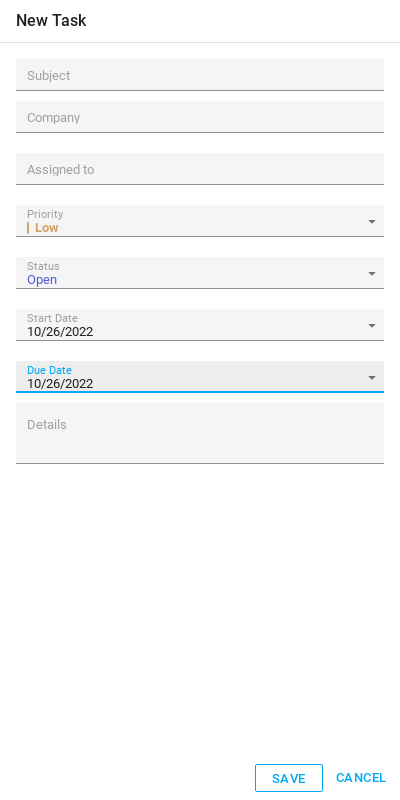 New Task
Subject
Company
Assigned to
Priority
Low
Status
Open
Start Date
10/26/2022
Due Date
10/26/2022
Details
SAVE CANCEL